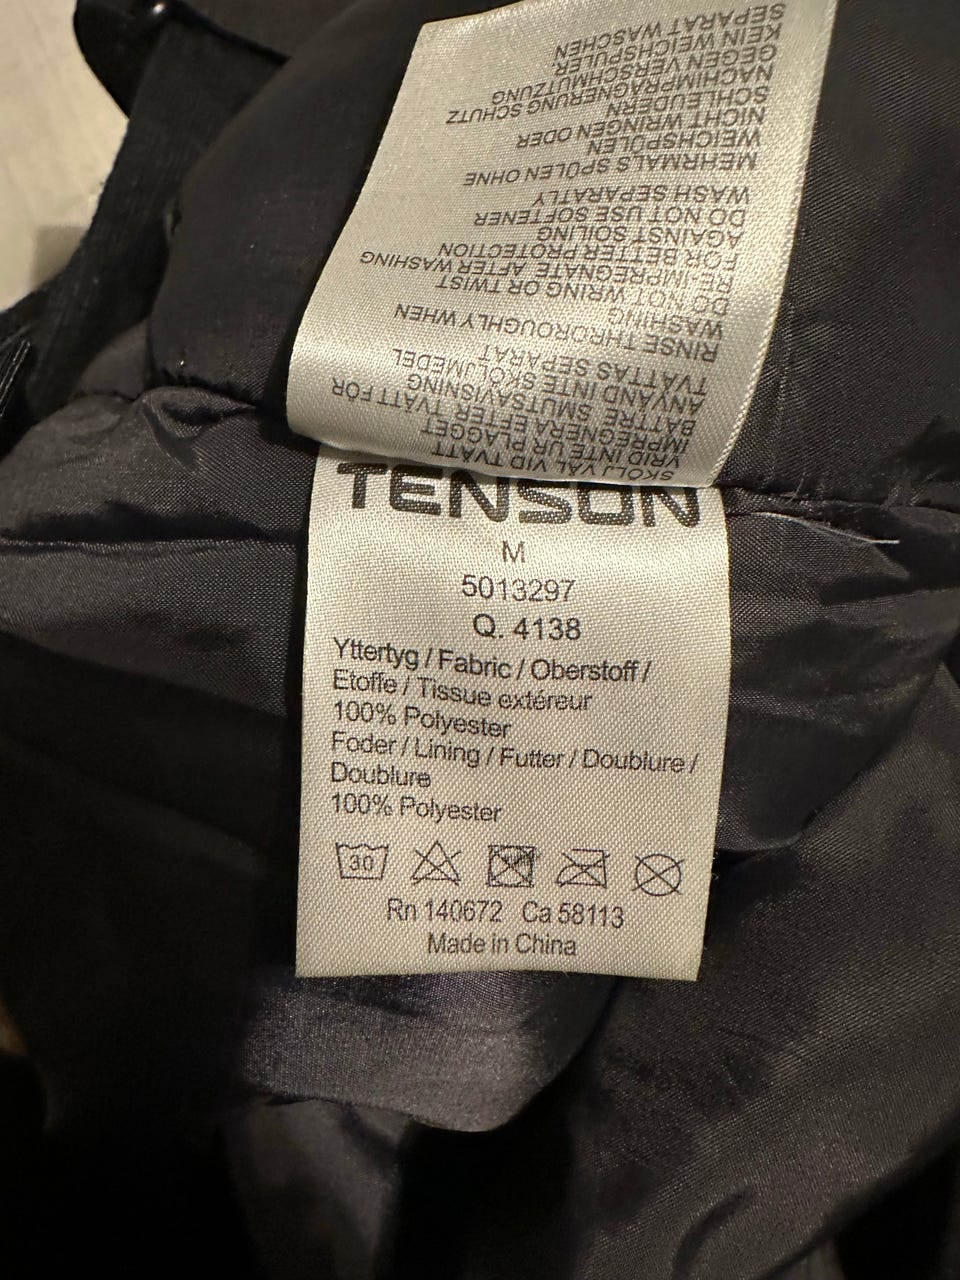 TENSON
M
5013297
Q. 4138
Yttertyg / Fabric / Oberstoff /
Etoffe / Tissue extérieur
100% Polyester
Foder / Lining / Futter / Doublure /
Doublure
100% Polyester
30
Rn 140672 Ca 58113
Made in China
SKÖLJ VÄL VID TVÄTT
VRID INTE UR PLAGGET
IMPREGNERA EFTER TVÄTT FÖR
BÄTTRE SMUTSAVISNING
ANVÄND INTE SKÖLJMEDEL
TVÄTTAS SEPARAT
RINSE THROROUGHLY WHEN
WASHING
DO NOT WRING OR TWIST
RE-IMPREGNATE AFTER WASHING
FOR BETTER PROTECTION
AGAINST SOILING
DO NOT USE SOFTENER
WASH SEPARATLY
MEHRMALS SPÜLEN OHNE
WEICHSPÜLEN
NICHT WRINGEN ODER
SCHLEUDERN
NACHIMPRÄGNERUNG SCHUTZ
GEGEN VERSCHMUTZUNG
KEIN WEICHSPÜLER
SEPARAT WASCHEN